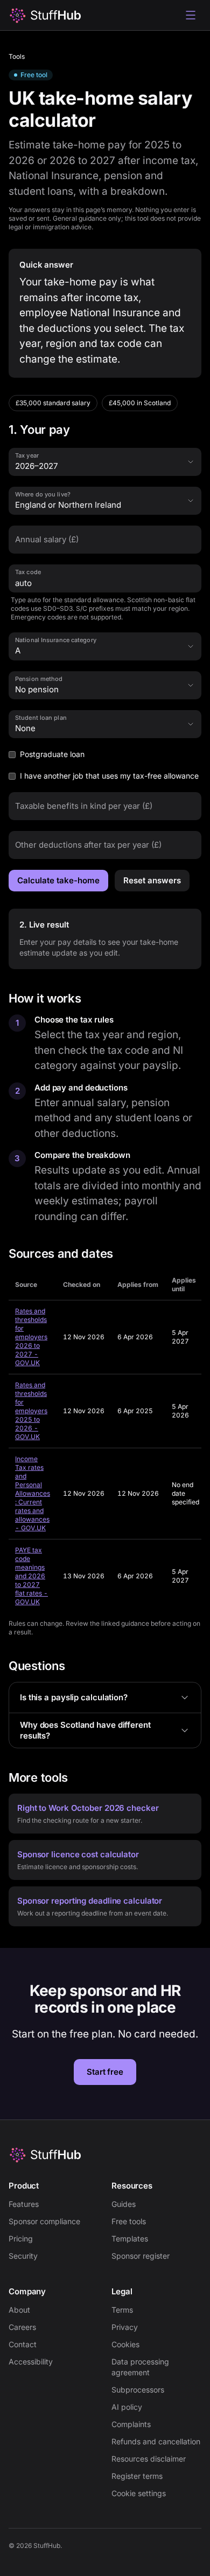 StuffHub
Tools
Free tool
UK take-home salary
calculator
Estimate take-home pay for 2025 to
2026 or 2026 to 2027 after income tax,
National Insurance, pension and
student loans, with a breakdown.
Your answers stay in this page's memory. Nothing you enter is
saved or sent. General guidance only; this tool does not provide
legal or immigration advice.
Quick answer
Your take-home pay is what
remains after income tax,
employee National Insurance and
the deductions you select. The tax
year, region and tax code can
change the estimate.
£35,000 standard salary
£45,000 in Scotland
1. Your pay
Tax year
2026–2027
Where do you live?
England or Northern Ireland
Annual salary (£)
Tax code
auto
Type auto for the standard allowance. Scottish non-basic flat
codes use SD0–SD3. S/C prefixes must match your region.
Emergency codes are not supported.
National Insurance category
A
Pension method
No pension
Student loan plan
None
Postgraduate loan
I have another job that uses my tax-free allowance
Taxable benefits in kind per year (£)
Other deductions after tax per year (£)
Calculate take-home
Reset answers
2. Live result
Enter your pay details to see your take-home
estimate update as you edit.
How it works
1
Choose the tax rules
Select the tax year and region,
then check the tax code and NI
category against your payslip.
2
Add pay and deductions
Enter annual salary, pension
method and any student loans or
other deductions.
3
Compare the breakdown
Results update as you edit. Annual
totals are divided into monthly and
weekly estimates; payroll
rounding can differ.
Sources and dates
Source
Checked on
Applies from
Applies
until
Rates and
thresholds
for
employers
2026 to
2027 -
GOV.UK
12 Nov 2026
6 Apr 2026
5 Apr
2027
Rates and
thresholds
for
employers
2025 to
2026 -
GOV.UK
12 Nov 2026
6 Apr 2025
5 Apr
2026
Income
Tax rates
and
Personal
Allowances
: Current
rates and
allowances
- GOV.UK
12 Nov 2026
12 Nov 2026
No end
date
specified
PAYE tax
code
meanings
and 2026
to 2027
flat rates -
GOV.UK
13 Nov 2026
6 Apr 2026
5 Apr
2027
Rules can change. Review the linked guidance before acting on
a result.
Questions
Is this a payslip calculation?
Why does Scotland have different
results?
More tools
Right to Work October 2026 checker
Find the checking route for a new starter.
Sponsor licence cost calculator
Estimate licence and sponsorship costs.
Sponsor reporting deadline calculator
Work out a reporting deadline from an event date.
Keep sponsor and HR
records in one place
Start on the free plan. No card needed.
Start free
StuffHub
Product
Features
Sponsor compliance
Pricing
Security
Resources
Guides
Free tools
Templates
Sponsor register
Company
About
Careers
Contact
Accessibility
Legal
Terms
Privacy
Cookies
Data processing
agreement
Subprocessors
AI policy
Complaints
Refunds and cancellation
Resources disclaimer
Register terms
Cookie settings
© 2026 StuffHub.